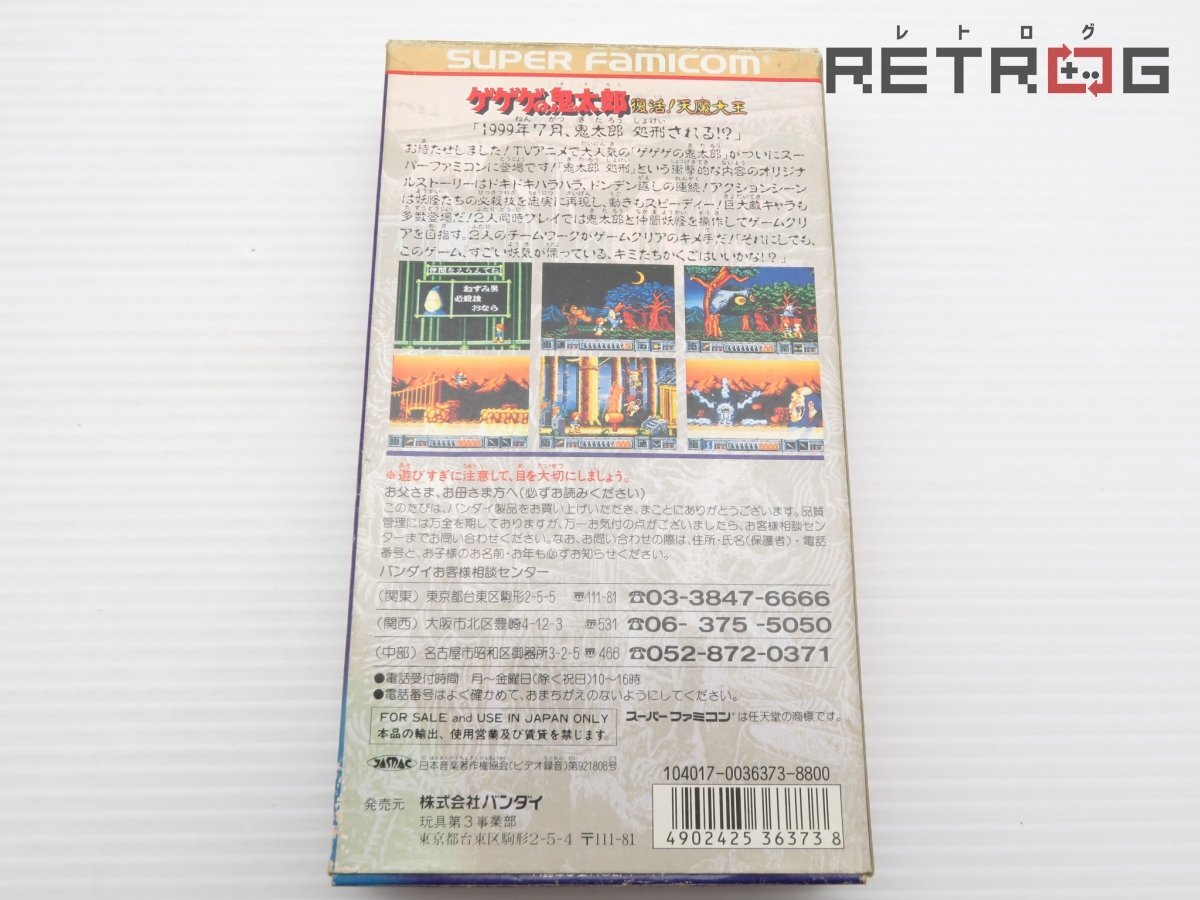 レトログ
RETROG
SUPER FAMICOM
ゲゲゲの鬼太郎 復活！天魔大王
「1999年7月、鬼太郎 処刑される!?」
お待たせしました！TVアニメで大人気の「ゲゲゲの鬼太郎」がついにスー
パーファミコンに登場です！「鬼太郎 処刑」という衝撃的な内容のオリジナ
ルストーリーはドキドキハラハラ、ドンデン返しの連続！アクションシーン
は妖怪たちの必殺技を忠実に再現し、動きもスピーディー！巨大敵キャラも
多数登場だ！2人同時プレイでは鬼太郎と仲間妖怪を操作してゲームクリ
アを目指す。2人のチームワークがゲームクリアのキメ手だ！それにしても、
このゲーム、すごい妖気が漂っている、キミたちかくごはいいかな!?」
仲間をえらんでね
ねずみ男
必殺技
おなら
※遊びすぎに注意して、目を大切にしましょう。
お父さま、お母さま方へ(必ずお読みください)
このたびは、バンダイ製品をお買い上げいただき、まことにありがとうございます。品質
管理には万全を期しておりますが、万一お気付の点がございましたら、お客様相談セン
ターまでお問い合わせください。なお、お問い合わせの際は、住所・氏名(保護者)・電話
番号と、お子様のお名前・お年も必ずお知らせください。
バンダイお客様相談センター
(関東) 東京都台東区駒形2-5-5 〒111-81 ☎03-3847-6666
(関西) 大阪市北区豊崎4-12-3 〒531 ☎06-375-5050
(中部) 名古屋市昭和区御器所3-2-5 〒466 ☎052-872-0371
●電話受付時間 月〜金曜日(除く祝日)10〜16時
●電話番号はよく確かめて、おまちがえのないようにしてください。
FOR SALE and USE IN JAPAN ONLY
本品の輸出、使用営業及び賃貸を禁じます。
スーパーファミコンは任天堂の商標です。
JASRAC 日本音楽著作権協会(ビデオ録音)第921808号
104017-0036373-8800
発売元 株式会社バンダイ
玩具第3事業部
東京都台東区駒形2-5-4 〒111-81
4902425363738